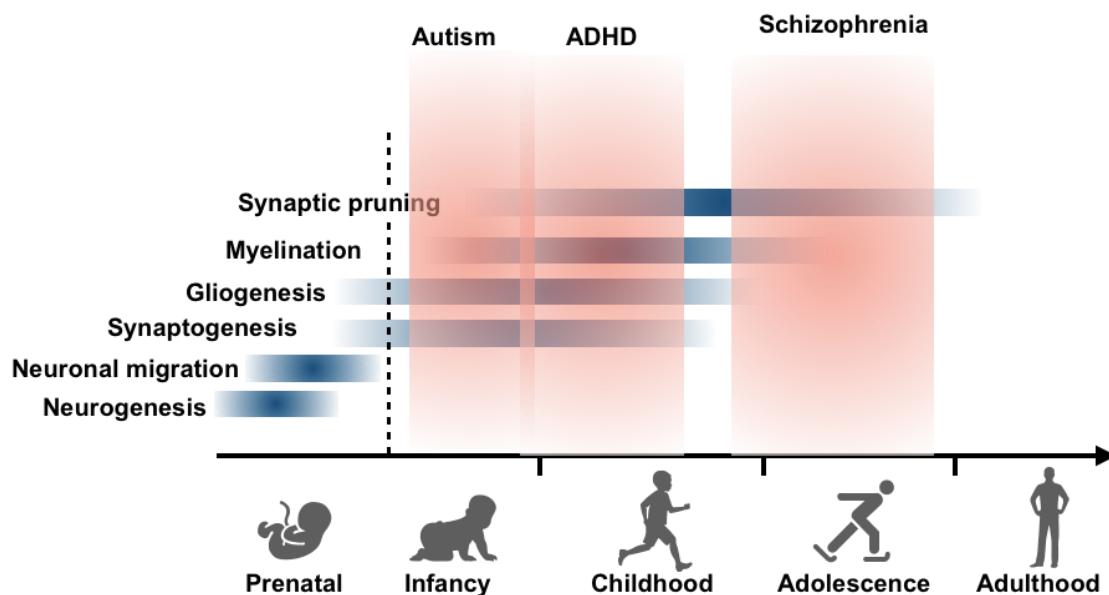 Autism
ADHD
Schizophrenia
Synaptic pruning
Myelination
Gliogenesis
Synaptogenesis
Neuronal migration
Neurogenesis
Prenatal
Infancy
Childhood
Adolescence
Adulthood